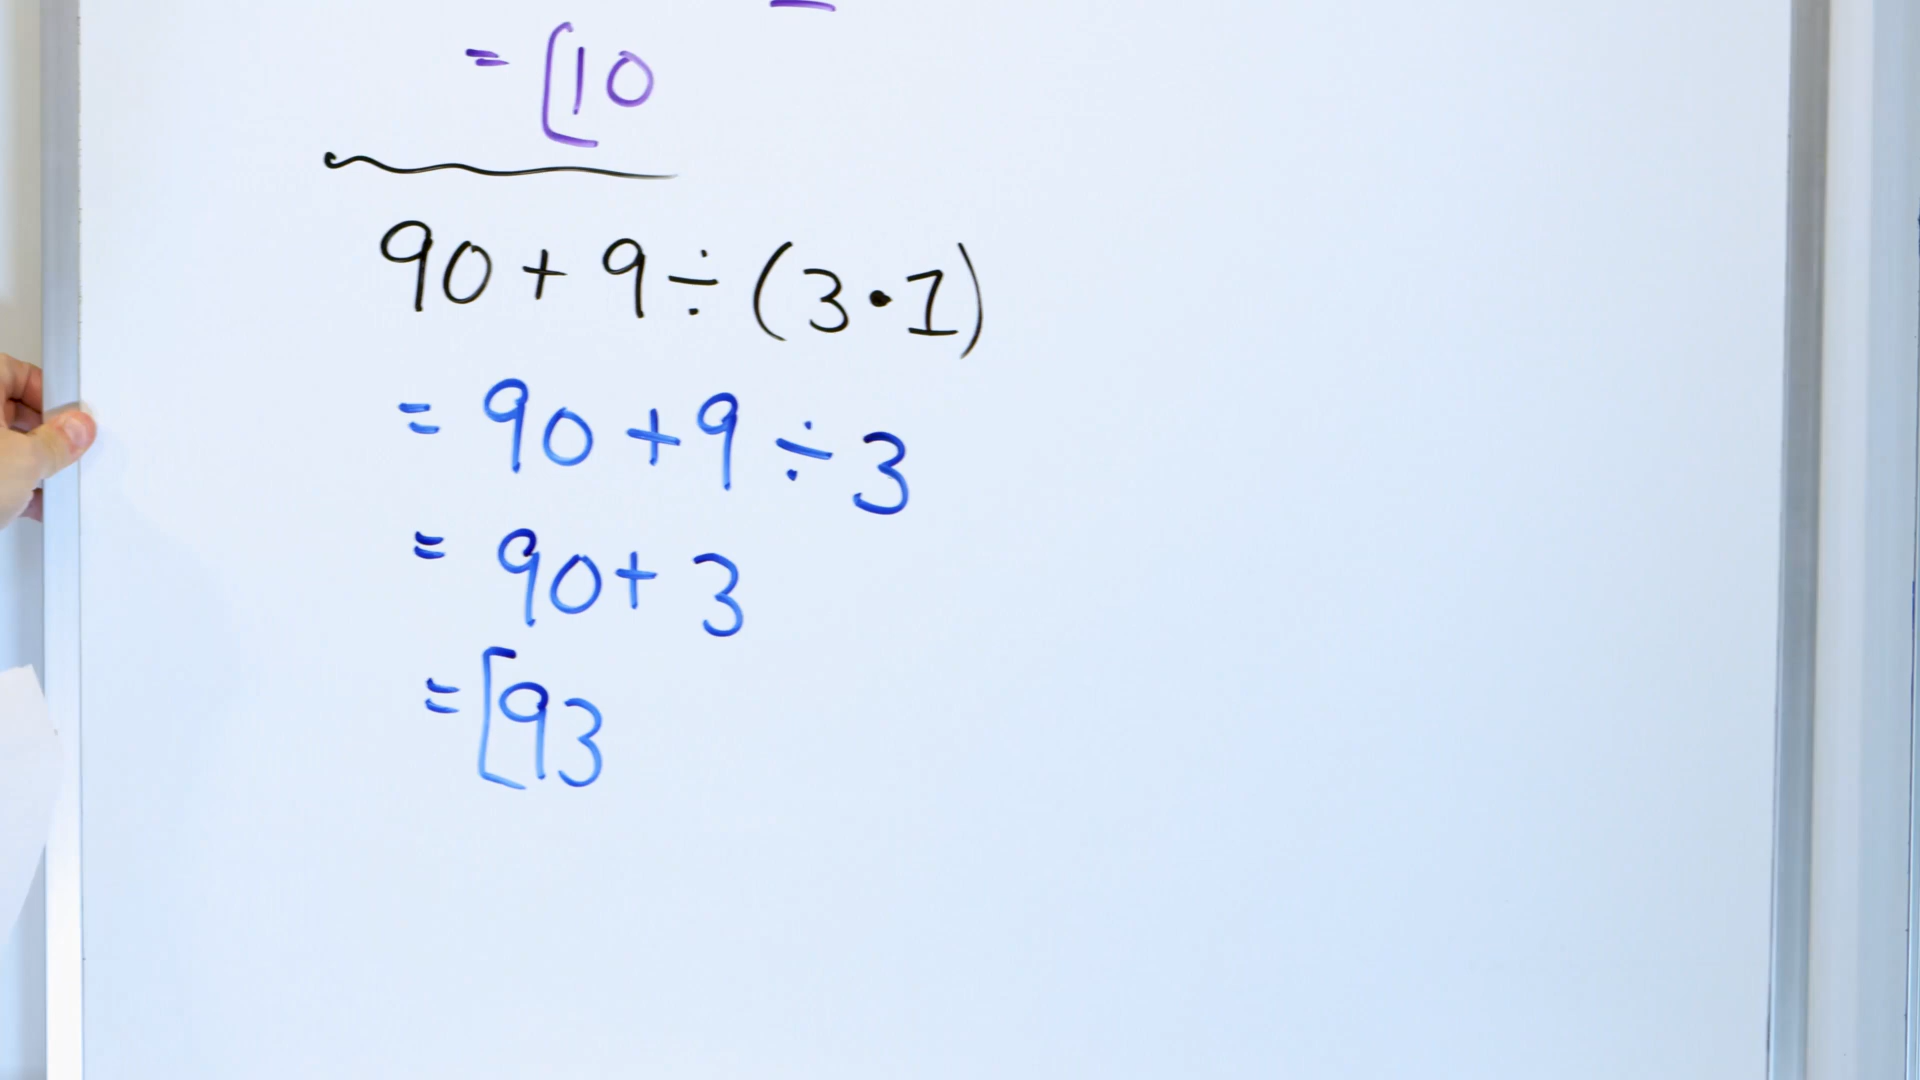 = [10
90 + 9 ÷ (3 • 1)
= 90 + 9 ÷ 3
= 90 + 3
= [93